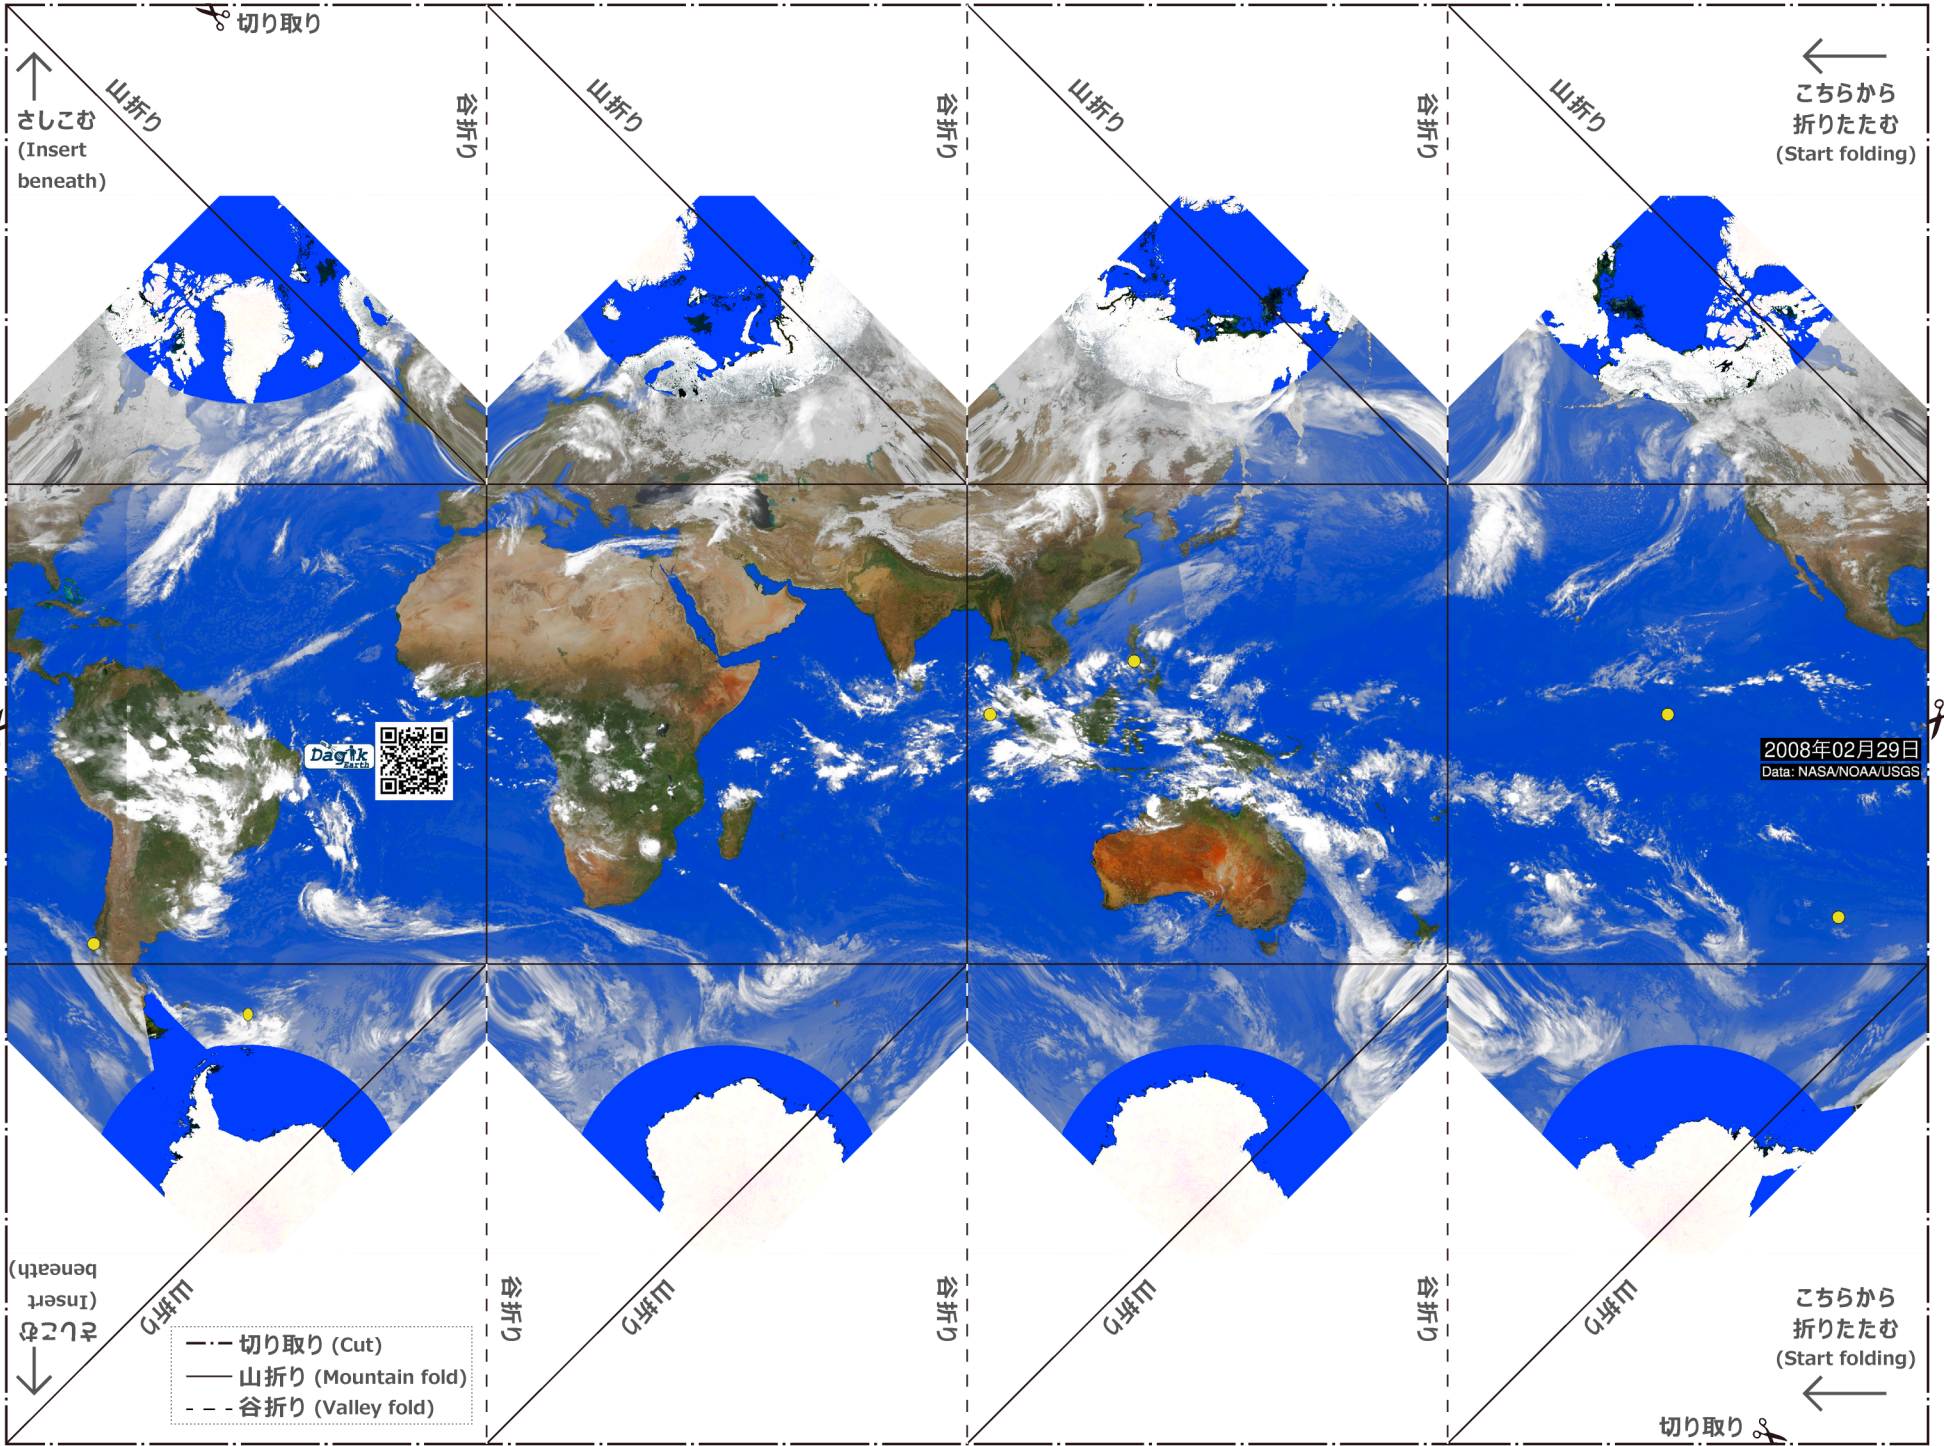 切り取り
山折り
谷折り
山折り
谷折り
山折り
谷折り
山折り
こちらから
折りたたむ
(Start folding)
さしこむ
(Insert
beneath)
Dagik
Earth
2008年02月29日
Data: NASA/NOAA/USGS
さしこむ
(Insert
beneath)
山折り
谷折り
山折り
谷折り
山折り
谷折り
山折り
こちらから
折りたたむ
(Start folding)
切り取り (Cut)
山折り (Mountain fold)
谷折り (Valley fold)
切り取り